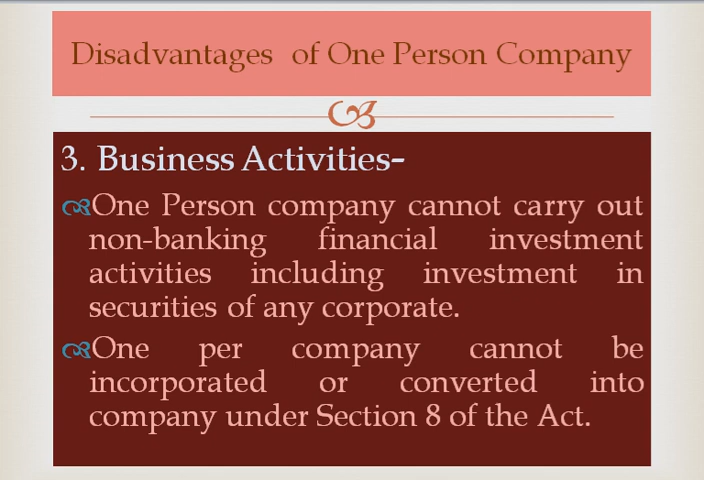 Disadvantages of One Person Company
3. Business Activities-
One Person company cannot carry out
non-banking financial investment
activities including investment in
securities of any corporate.
One per company cannot be
incorporated or converted into
company under Section 8 of the Act.